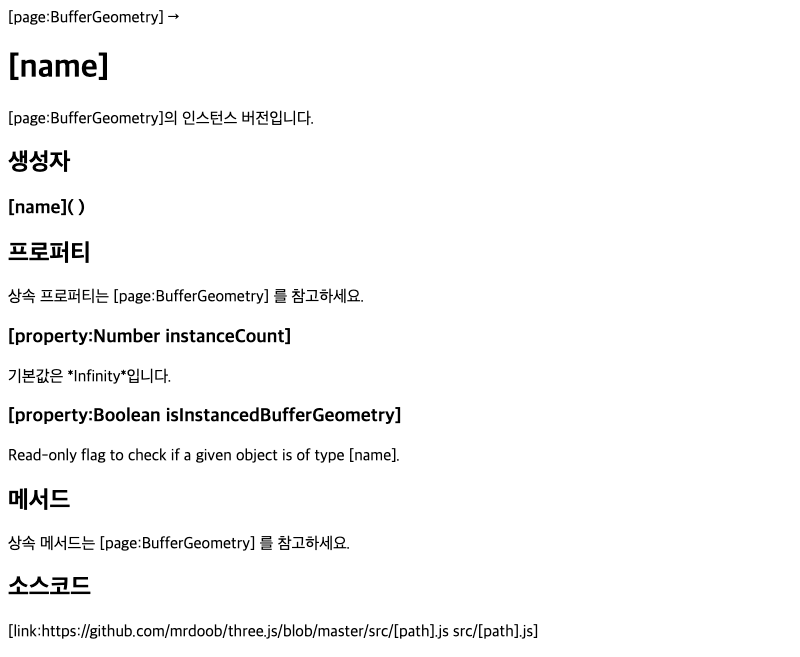 [page:BufferGeometry] →
[name]
[page:BufferGeometry]의 인스턴스 버전입니다.
생성자
[name]( )
프로퍼티
상속 프로퍼티는 [page:BufferGeometry] 를 참고하세요.
[property:Number instanceCount]
기본값은 *Infinity*입니다.
[property:Boolean isInstancedBufferGeometry]
Read-only flag to check if a given object is of type [name].
메서드
상속 메서드는 [page:BufferGeometry] 를 참고하세요.
소스코드
[link:https://github.com/mrdoob/three.js/blob/master/src/[path].js src/[path].js]